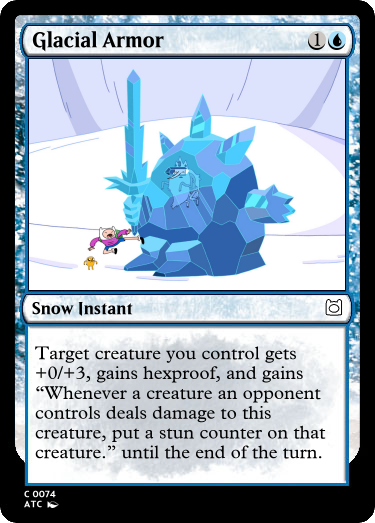 Glacial Armor 1
Snow Instant
Target creature you control gets
+0/+3, gains hexproof, and gains
“Whenever a creature an opponent
controls deals damage to this
creature, put a stun counter on that
creature.” until the end of the turn.
C 0074
ATC